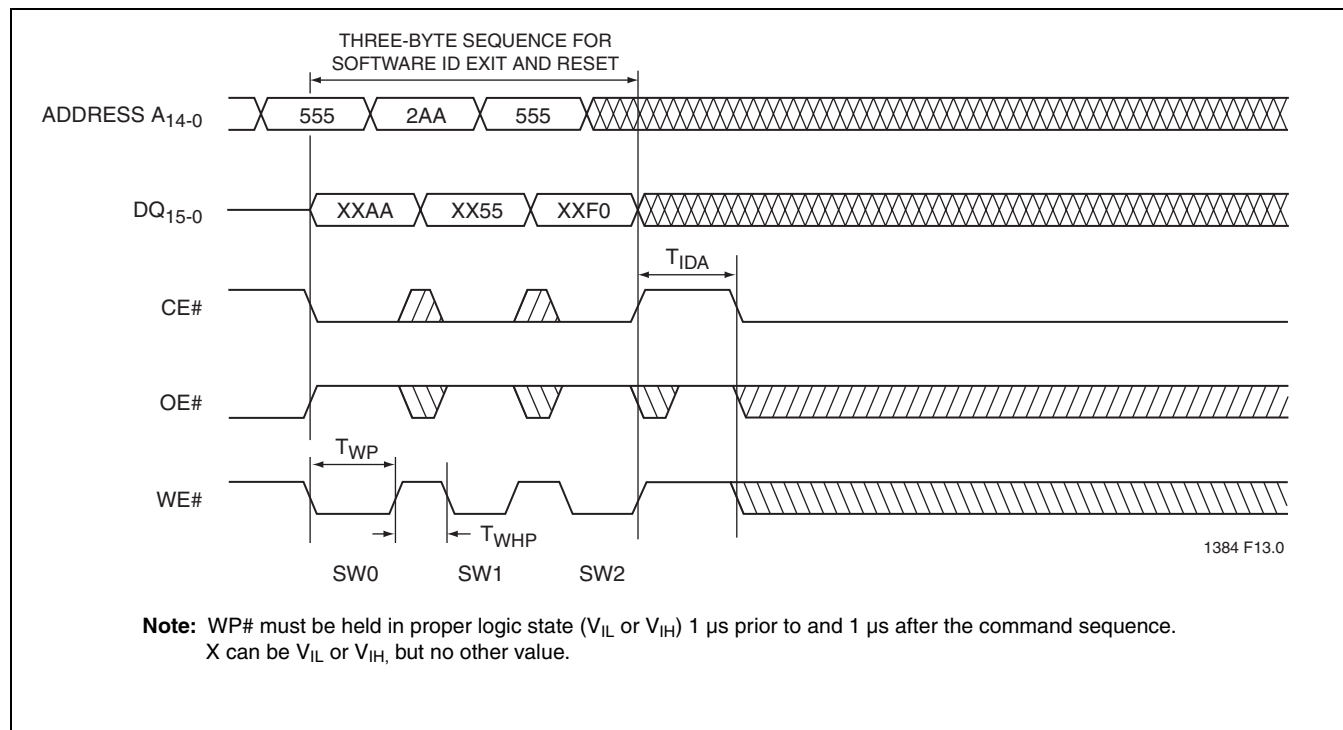 THREE-BYTE SEQUENCE FOR
SOFTWARE ID EXIT AND RESET
ADDRESS A14-0
555 2AA 555
DQ15-0
XXAA XX55 XXF0
TIDA
CE#
OE#
TWP
WE#
TWHP
1384 F13.0
SW0 SW1 SW2
Note: WP# must be held in proper logic state (VIL or VIH) 1 µs prior to and 1 µs after the command sequence.
X can be VIL or VIH, but no other value.